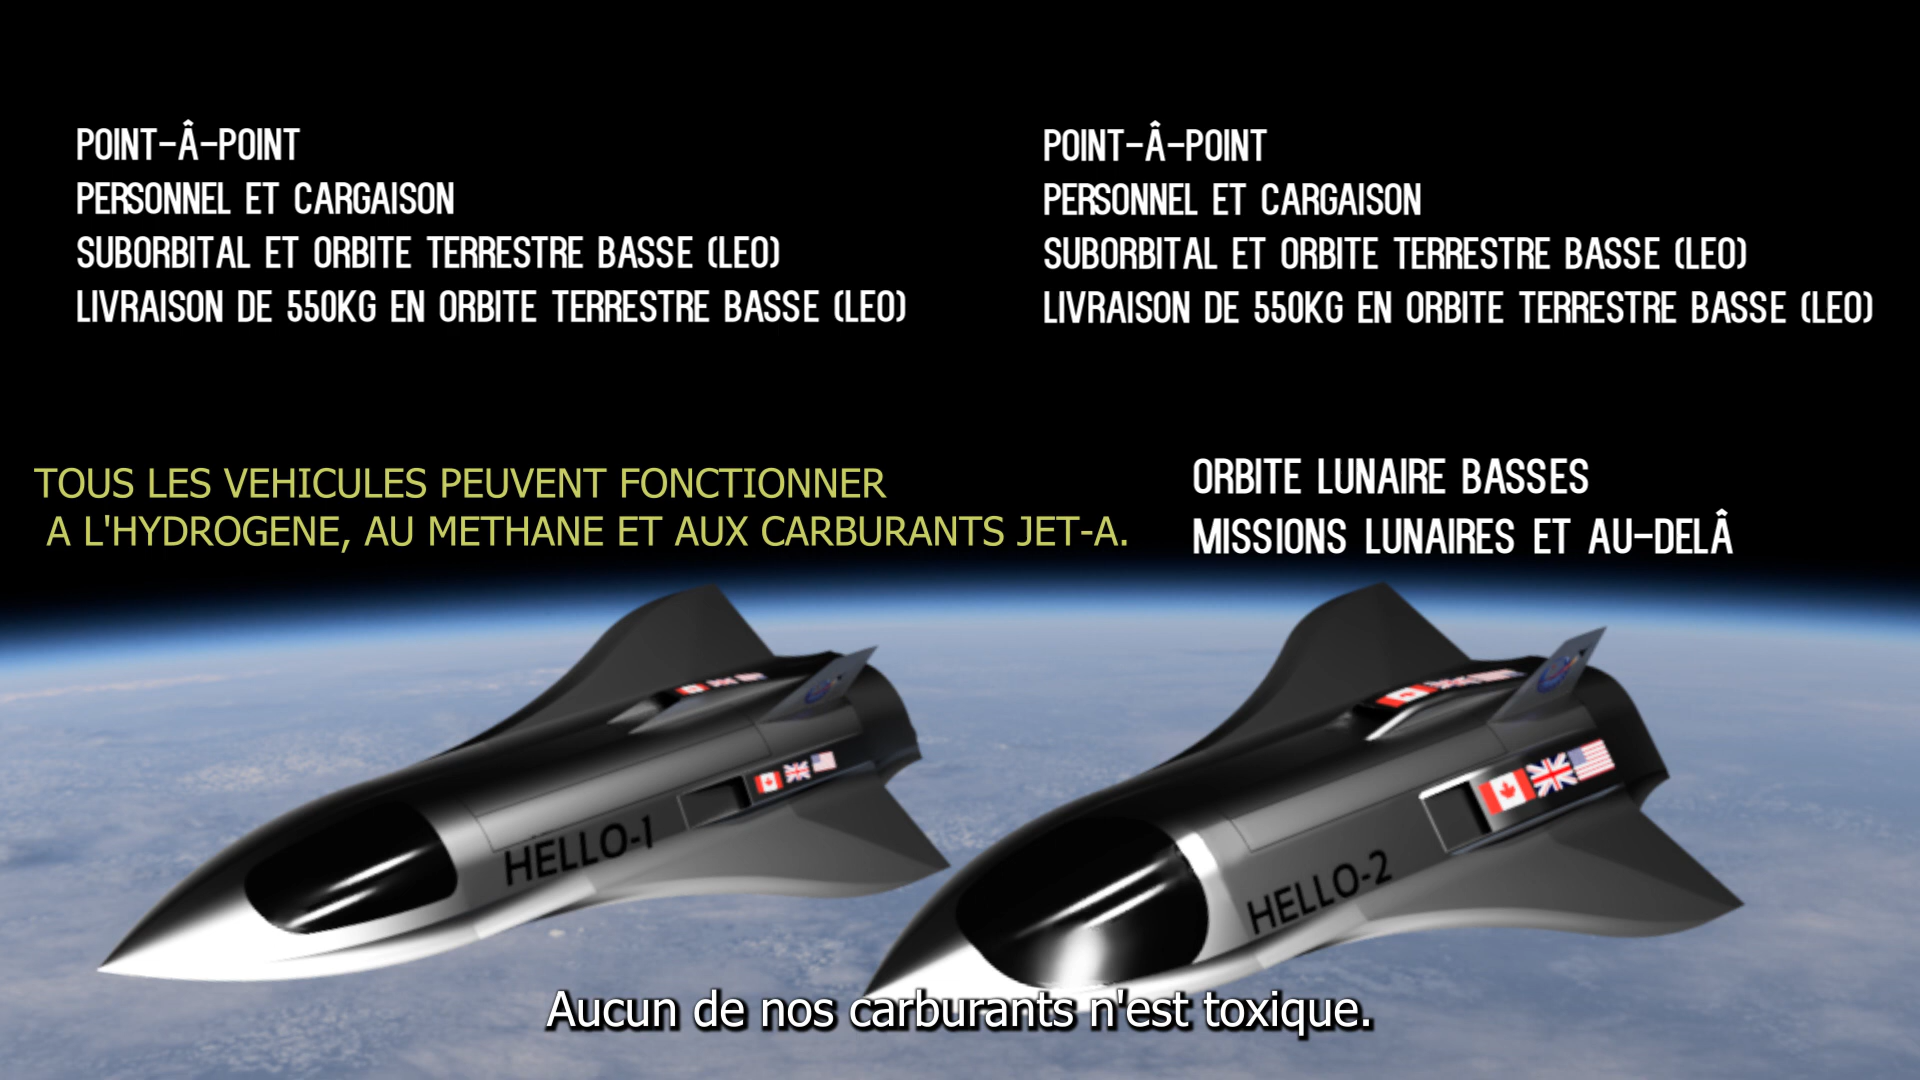 POINT-Â-POINT
PERSONNEL ET CARGAISON
SUBORBITAL ET ORBITE TERRESTRE BASSE (LEO)
LIVRAISON DE 550KG EN ORBITE TERRESTRE BASSE (LEO)
POINT-Â-POINT
PERSONNEL ET CARGAISON
SUBORBITAL ET ORBITE TERRESTRE BASSE (LEO)
LIVRAISON DE 550KG EN ORBITE TERRESTRE BASSE (LEO)
TOUS LES VEHICULES PEUVENT FONCTIONNER
A L'HYDROGENE, AU METHANE ET AUX CARBURANTS JET-A.
ORBITE LUNAIRE BASSES
MISSIONS LUNAIRES ET AU-DELÂ
HELLO-1
HELLO-2
Aucun de nos carburants n'est toxique.